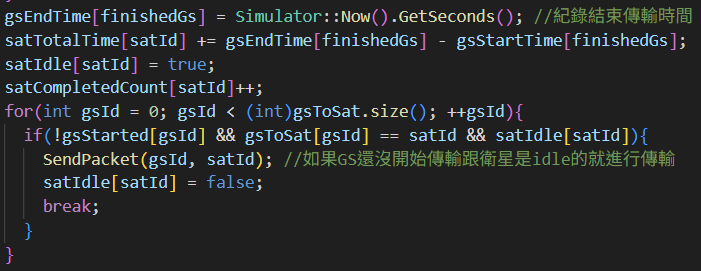 gsEndTime[finishedGs] = Simulator::Now().GetSeconds(); //紀錄結束傳輸時間
satTotalTime[satId] += gsEndTime[finishedGs] - gsStartTime[finishedGs];
satIdle[satId] = true;
satCompletedCount[satId]++;
for(int gsId = 0; gsId < (int)gsToSat.size(); ++gsId){
  if(!gsStarted[gsId] && gsToSat[gsId] == satId && satIdle[satId]){
    SendPacket(gsId, satId); //如果GS還沒開始傳輸跟衛星是idle的就進行傳輸
    satIdle[satId] = false;
    break;
  }
}